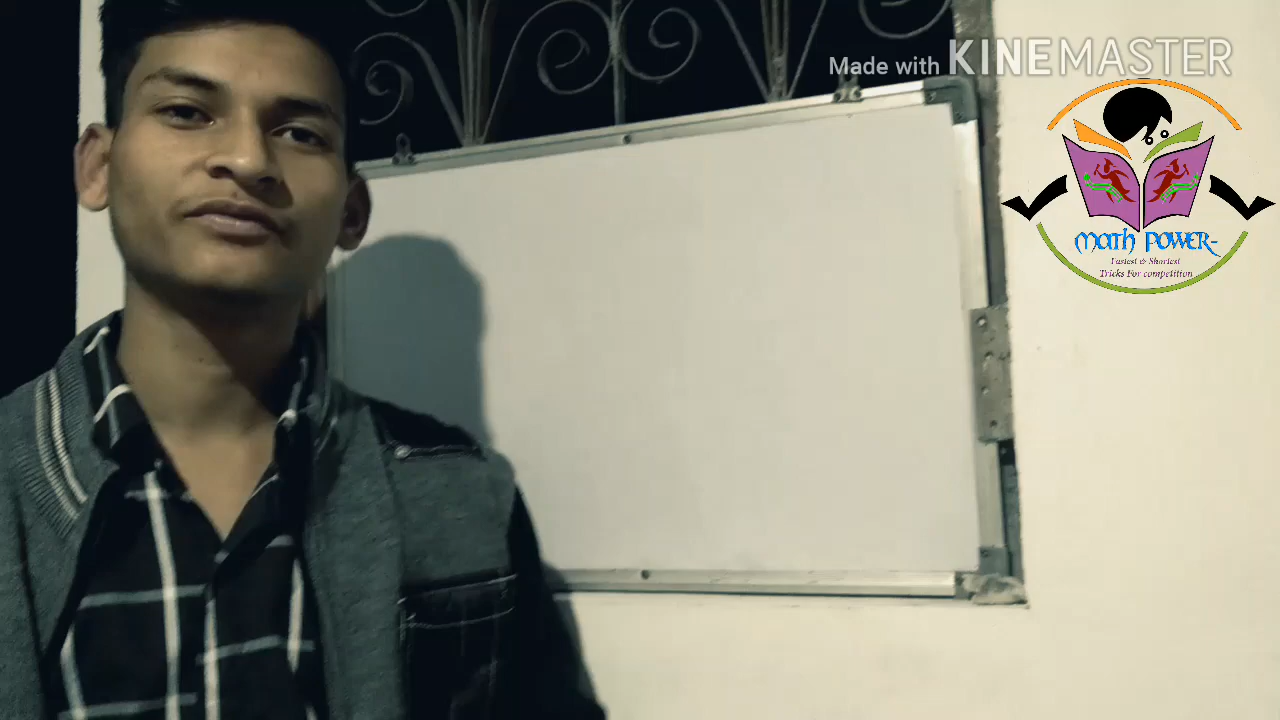 Made with KINEMASTER
MATH POWER-
Fastest & Shortest
Tricks For competition